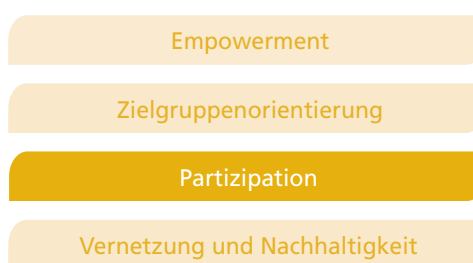 Empowerment
Zielgruppenorientierung
Partizipation
Vernetzung und Nachhaltigkeit